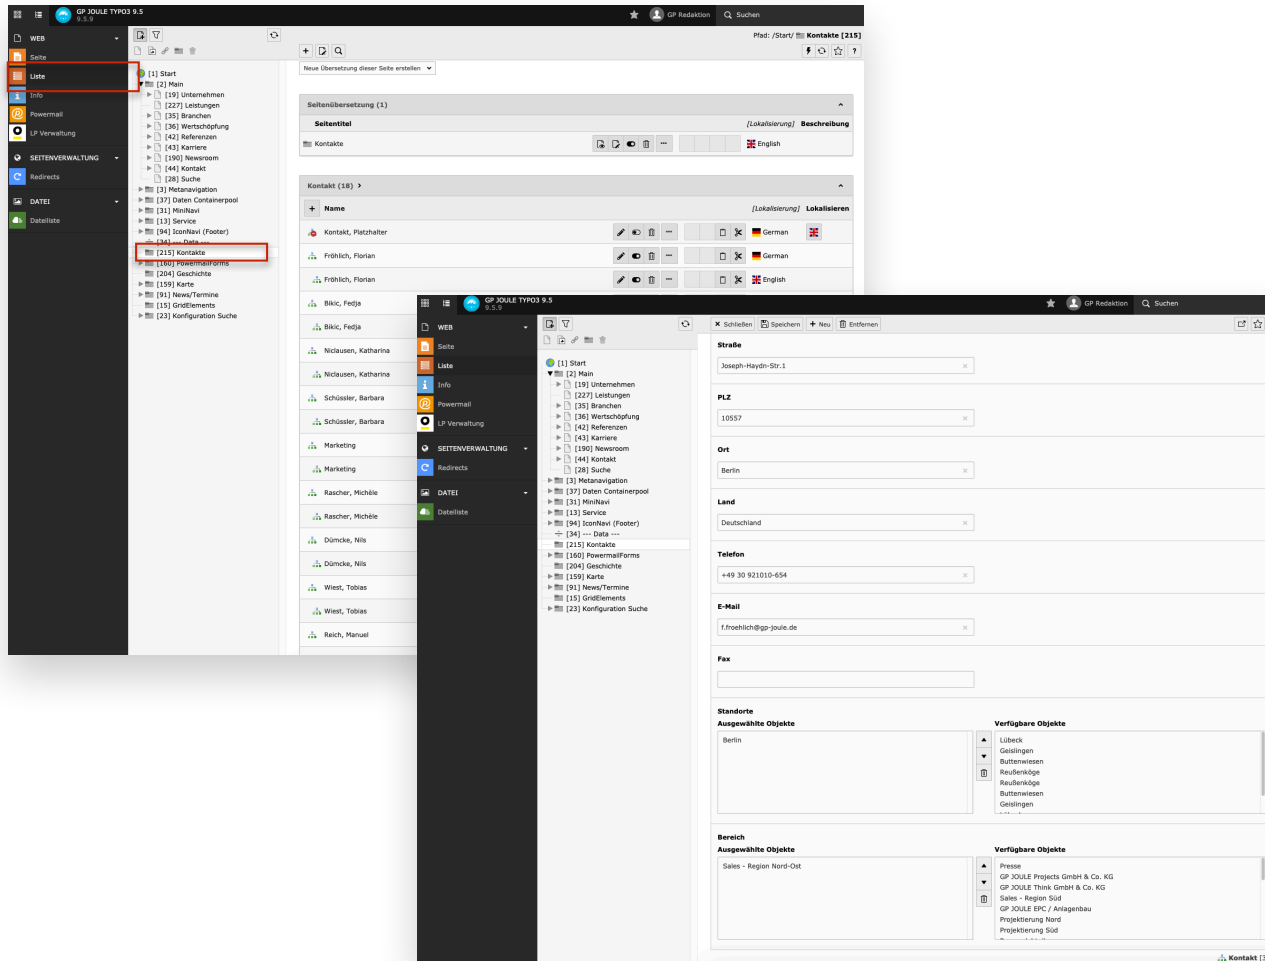 GP JOULE TYPO3 9.5
9.5.9
GP Redaktion
Suchen
WEB
Seite
Liste
Info
Powermail
LP Verwaltung
SEITENVERWALTUNG
Redirects
DATEI
Dateiliste
[1] Start
[2] Main
[19] Unternehmen
[227] Leistungen
[35] Branchen
[36] Wertschöpfung
[42] Referenzen
[43] Karriere
[190] Newsroom
[44] Kontakt
[28] Suche
[3] Metanavigation
[37] Daten Containerpool
[31] MiniNavi
[13] Service
[94] IconNavi (Footer)
[34] --- Data ---
[215] Kontakte
[160] PowermailForms
[204] Geschichte
[159] Karte
[91] News/Termine
[15] GridElements
[23] Konfiguration Suche
Pfad: /Start/ Kontakte [215]
Neue Übersetzung dieser Seite erstellen
Seitenübersetzung (1)
Seitentitel [Lokalisierung] Beschreibung
Kontakte English
Kontakt (18)
Name [Lokalisierung] Lokalisieren
Kontakt, Platzhalter German
Fröhlich, Florian German
Fröhlich, Florian English
Bikic, Fedja
Bikic, Fedja
Niclausen, Katharina
Niclausen, Katharina
Schüssler, Barbara
Schüssler, Barbara
Marketing
Marketing
Rascher, Michèle
Rascher, Michèle
Dümcke, Nils
Dümcke, Nils
Wiest, Tobias
Wiest, Tobias
Reich, Manuel
GP JOULE TYPO3 9.5
9.5.9
GP Redaktion
Suchen
WEB
Seite
Liste
Info
Powermail
LP Verwaltung
SEITENVERWALTUNG
Redirects
DATEI
Dateiliste
[1] Start
[2] Main
[19] Unternehmen
[227] Leistungen
[35] Branchen
[36] Wertschöpfung
[42] Referenzen
[43] Karriere
[190] Newsroom
[44] Kontakt
[28] Suche
[3] Metanavigation
[37] Daten Containerpool
[31] MiniNavi
[13] Service
[94] IconNavi (Footer)
[34] --- Data ---
[215] Kontakte
[160] PowermailForms
[204] Geschichte
[159] Karte
[91] News/Termine
[15] GridElements
[23] Konfiguration Suche
Schließen Speichern Neu Entfernen
Straße
Joseph-Haydn-Str.1
PLZ
10557
Ort
Berlin
Land
Deutschland
Telefon
+49 30 921010-654
E-Mail
f.froehlich@gp-joule.de
Fax
Standorte
Ausgewählte Objekte
Berlin
Verfügbare Objekte
Lübeck
Geislingen
Buttenwiesen
Reußenköge
Reußenköge
Buttenwiesen
Geislingen
Bereich
Ausgewählte Objekte
Sales - Region Nord-Ost
Verfügbare Objekte
Presse
GP JOULE Projects GmbH & Co. KG
GP JOULE Think GmbH & Co. KG
Sales - Region Süd
GP JOULE EPC / Anlagenbau
Projektierung Nord
Projektierung Süd
Kontakt [3